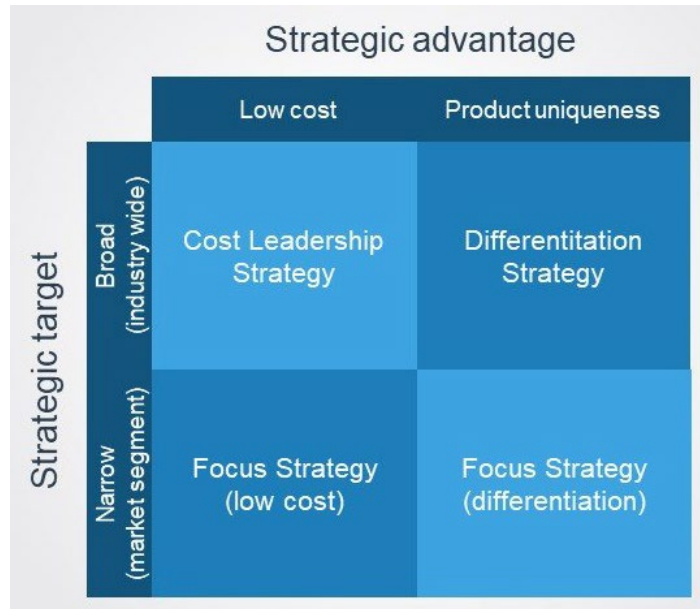 Strategic advantage
Low cost
Product uniqueness
Strategic target
Broad
(industry wide)
Cost Leadership
Strategy
Differentitation
Strategy
Narrow
(market segment)
Focus Strategy
(low cost)
Focus Strategy
(differentiation)